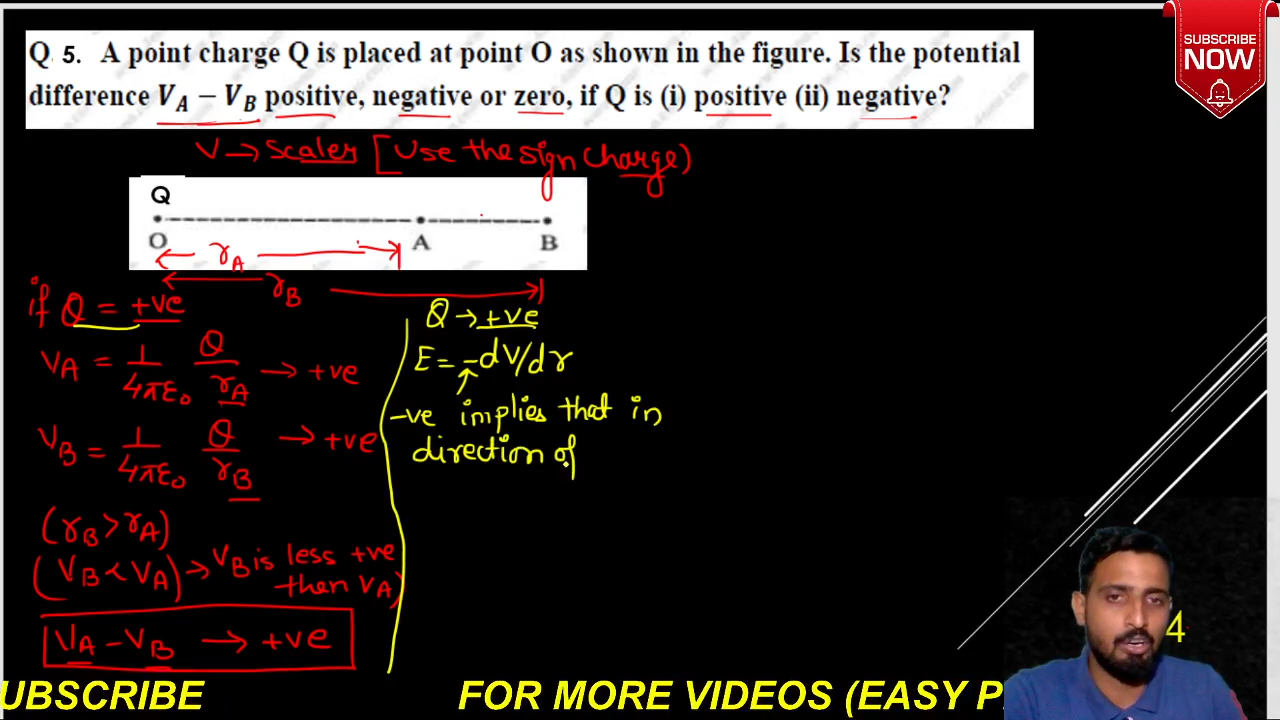 SUBSCRIBE
NOW
Q 5. A point charge Q is placed at point O as shown in the figure. Is the potential
difference V_A − V_B positive, negative or zero, if Q is (i) positive (ii) negative?
V → scaler [Use the sign charge)
Q
O A B
r_A
r_B
if Q = +ve
V_A = 1/4πε₀ Q/r_A → +ve
V_B = 1/4πε₀ Q/r_B → +ve
(r_B > r_A)
(V_B < V_A) → V_B is less +ve
then V_A)
V_A − V_B → +ve
Q → +ve
E = −dV/dr
−ve implies that in
direction of
4
UBSCRIBE FOR MORE VIDEOS (EASY P